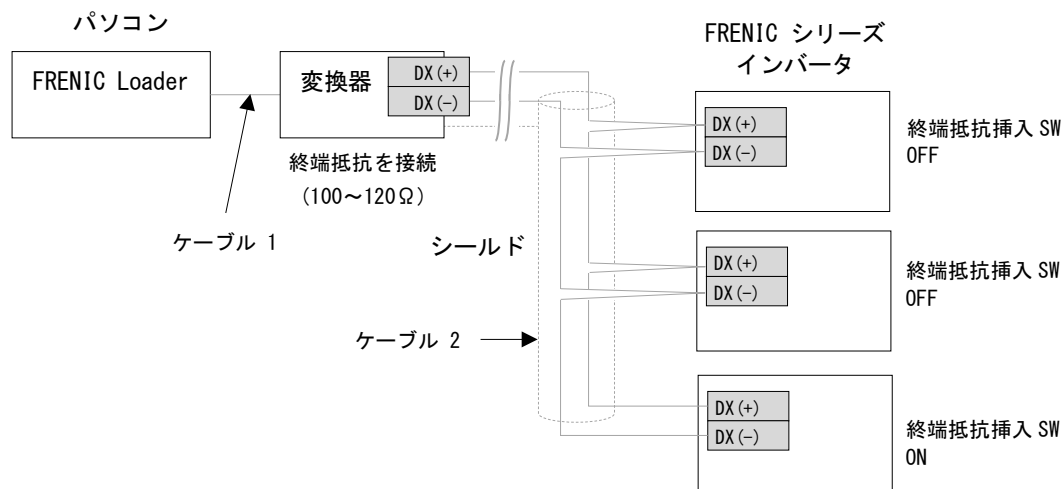 パソコン
FRENIC Loader
変換器
DX(+)
DX(-)
終端抵抗を接続
(100～120Ω)
ケーブル 1
シールド
ケーブル 2
FRENIC シリーズ
インバータ
DX(+)
DX(-)
終端抵抗挿入 SW
OFF
DX(+)
DX(-)
終端抵抗挿入 SW
OFF
DX(+)
DX(-)
終端抵抗挿入 SW
ON